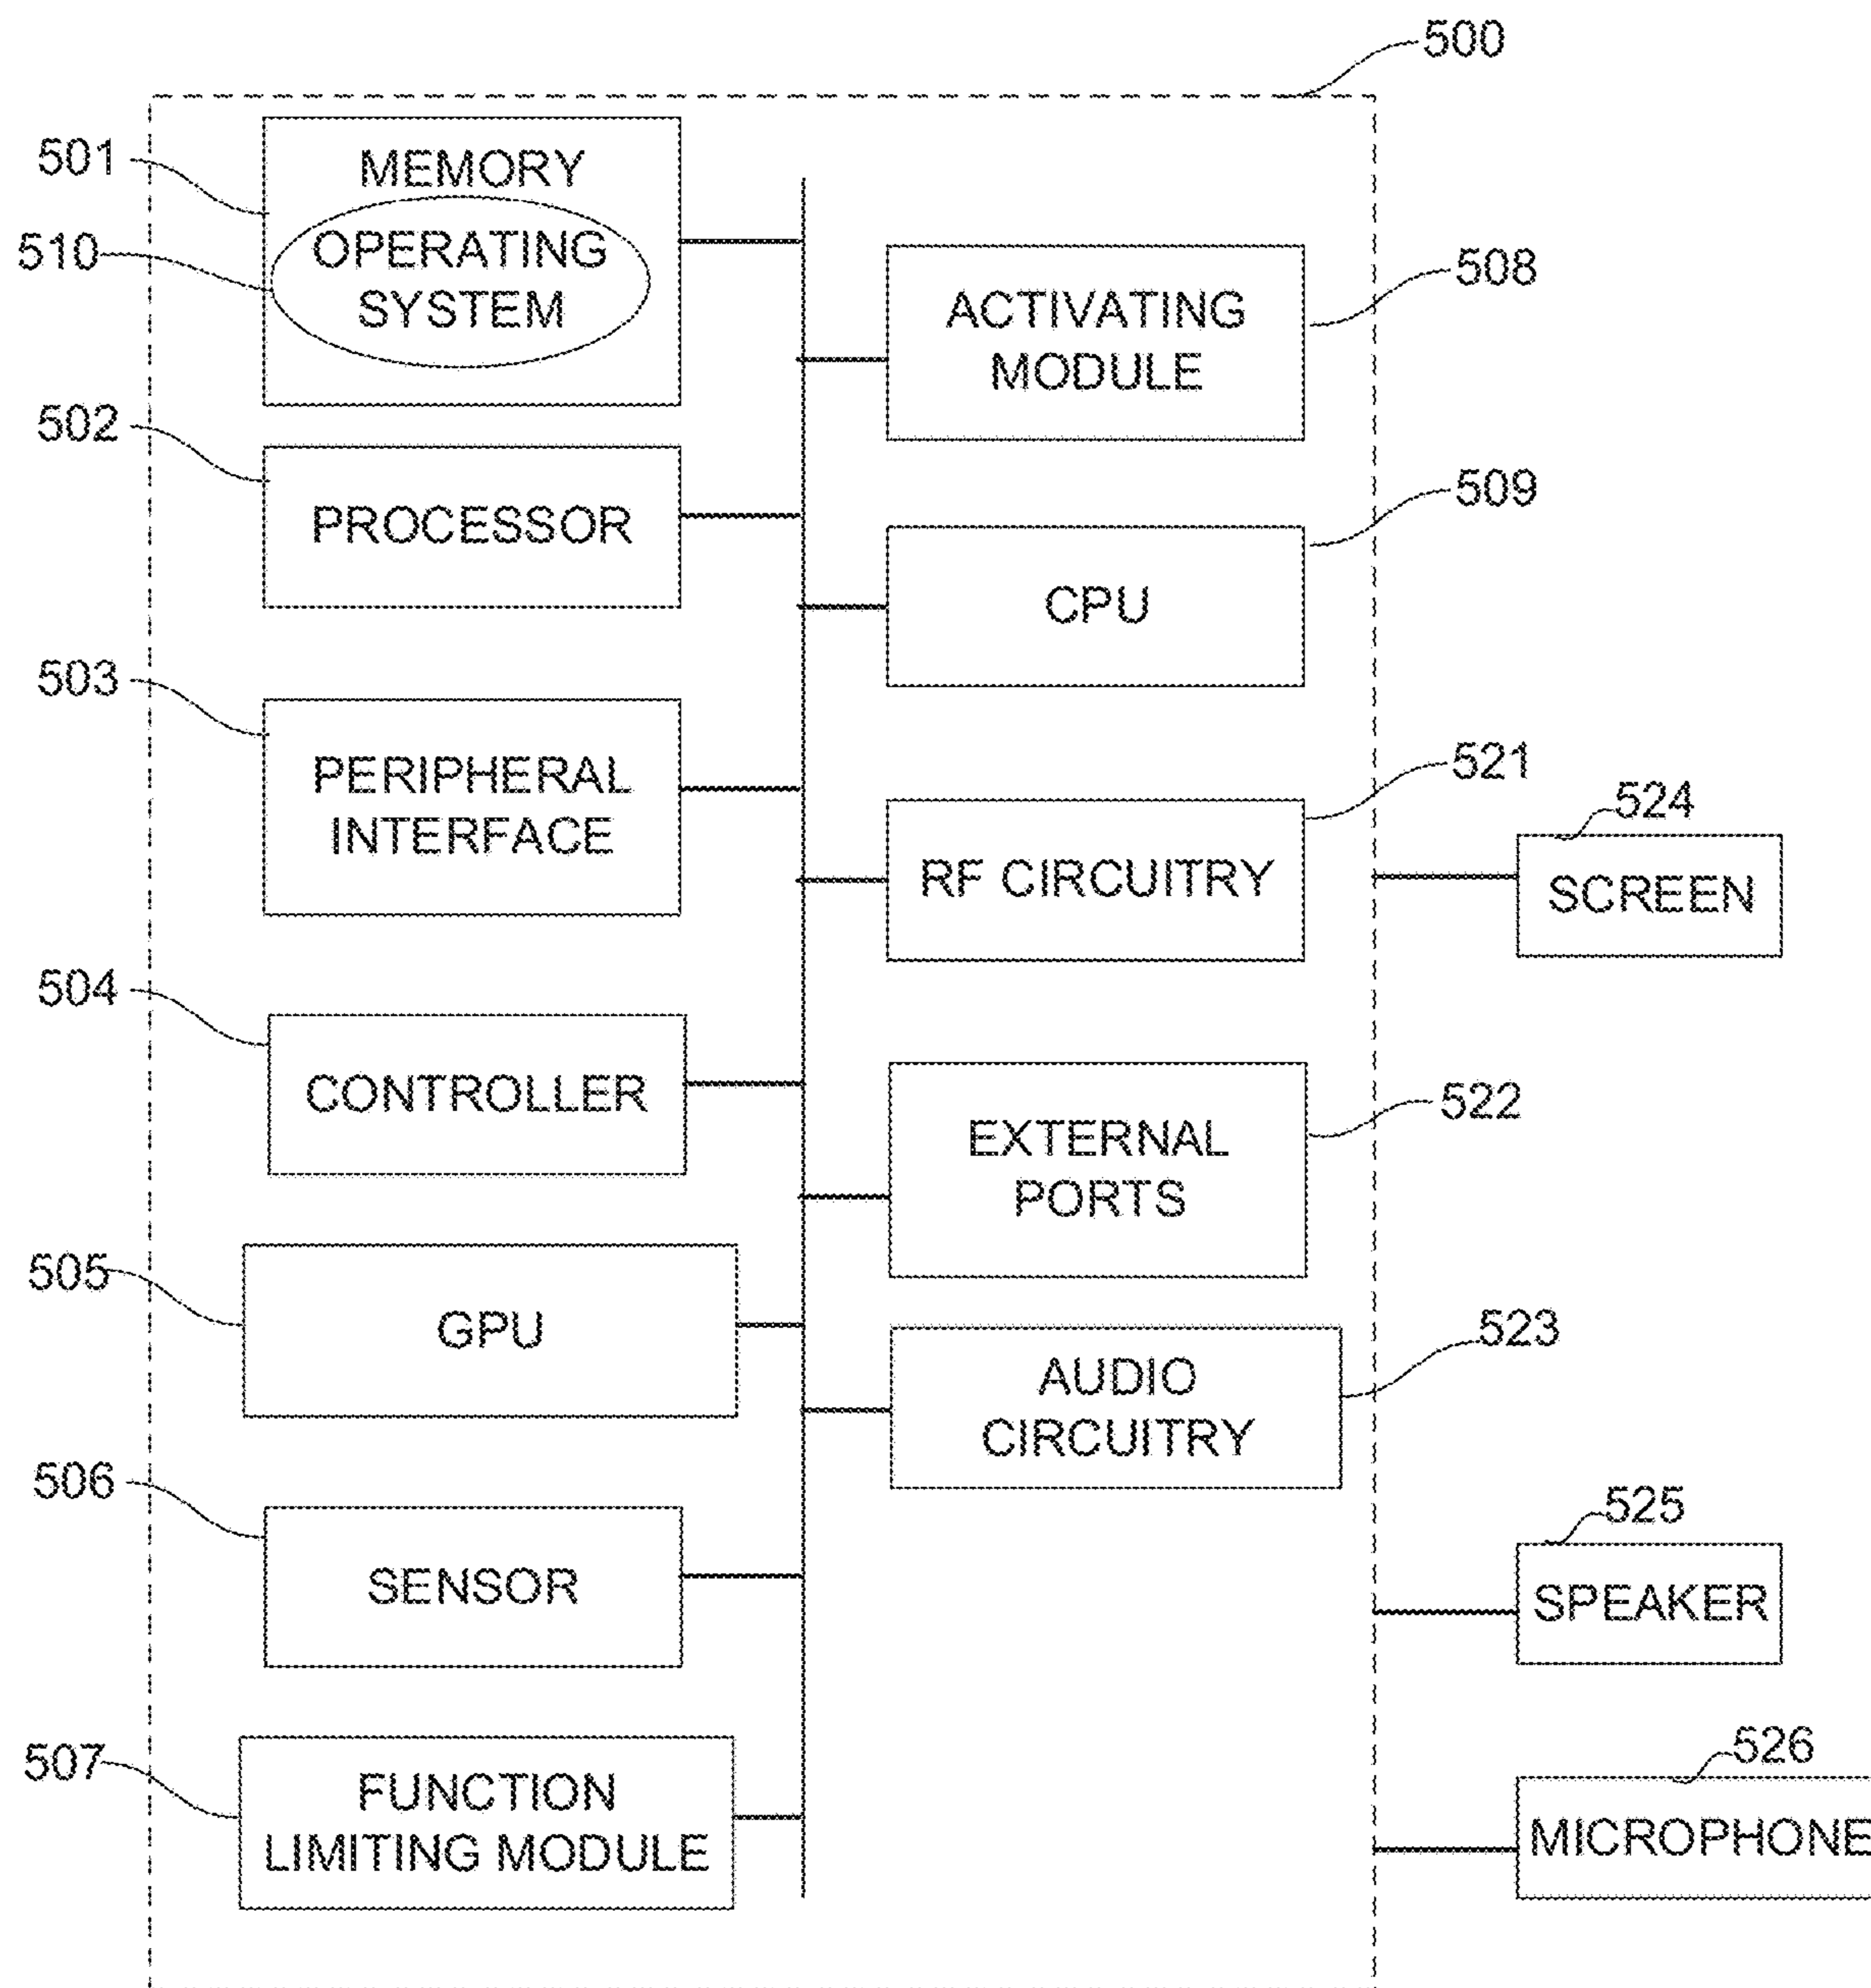 500
501
MEMORY
510
OPERATING
SYSTEM
508
ACTIVATING
MODULE
502
PROCESSOR
509
CPU
503
PERIPHERAL
INTERFACE
521
RF CIRCUITRY
524
SCREEN
504
CONTROLLER
522
EXTERNAL
PORTS
505
GPU
523
AUDIO
CIRCUITRY
506
SENSOR
525
SPEAKER
507
FUNCTION
LIMITING MODULE
526
MICROPHONE